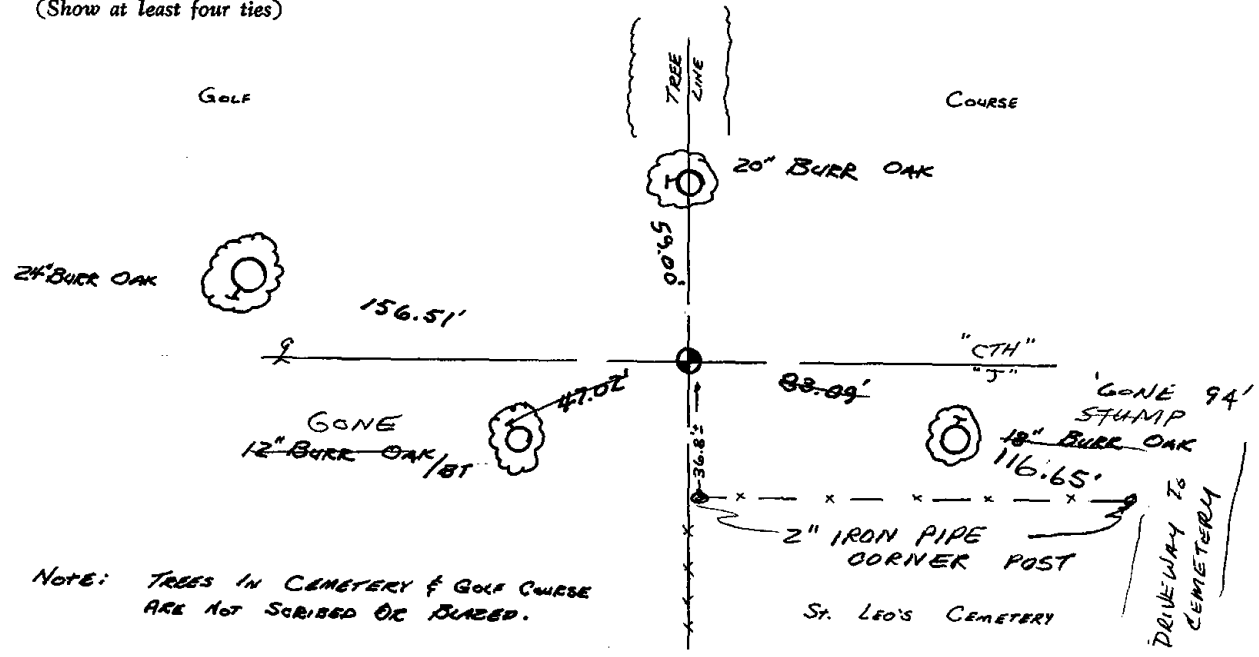 (Show at least four ties)
GOLF
TREE
LINE
COURSE
20" BURR OAK
59.00'
24" BURR OAK
156.51'
"CTH"
"J"
47.02'
83.09'
'GONE 94'
STUMP
18" BURR OAK
116.65'
GONE
12" BURR OAK/BT
36.8'±
2" IRON PIPE
CORNER POST
DRIVEWAY TO
CEMETERY
NOTE: TREES IN CEMETERY & GOLF COURSE
ARE NOT SCRIBED OR BLAZED.
ST. LEO'S CEMETERY